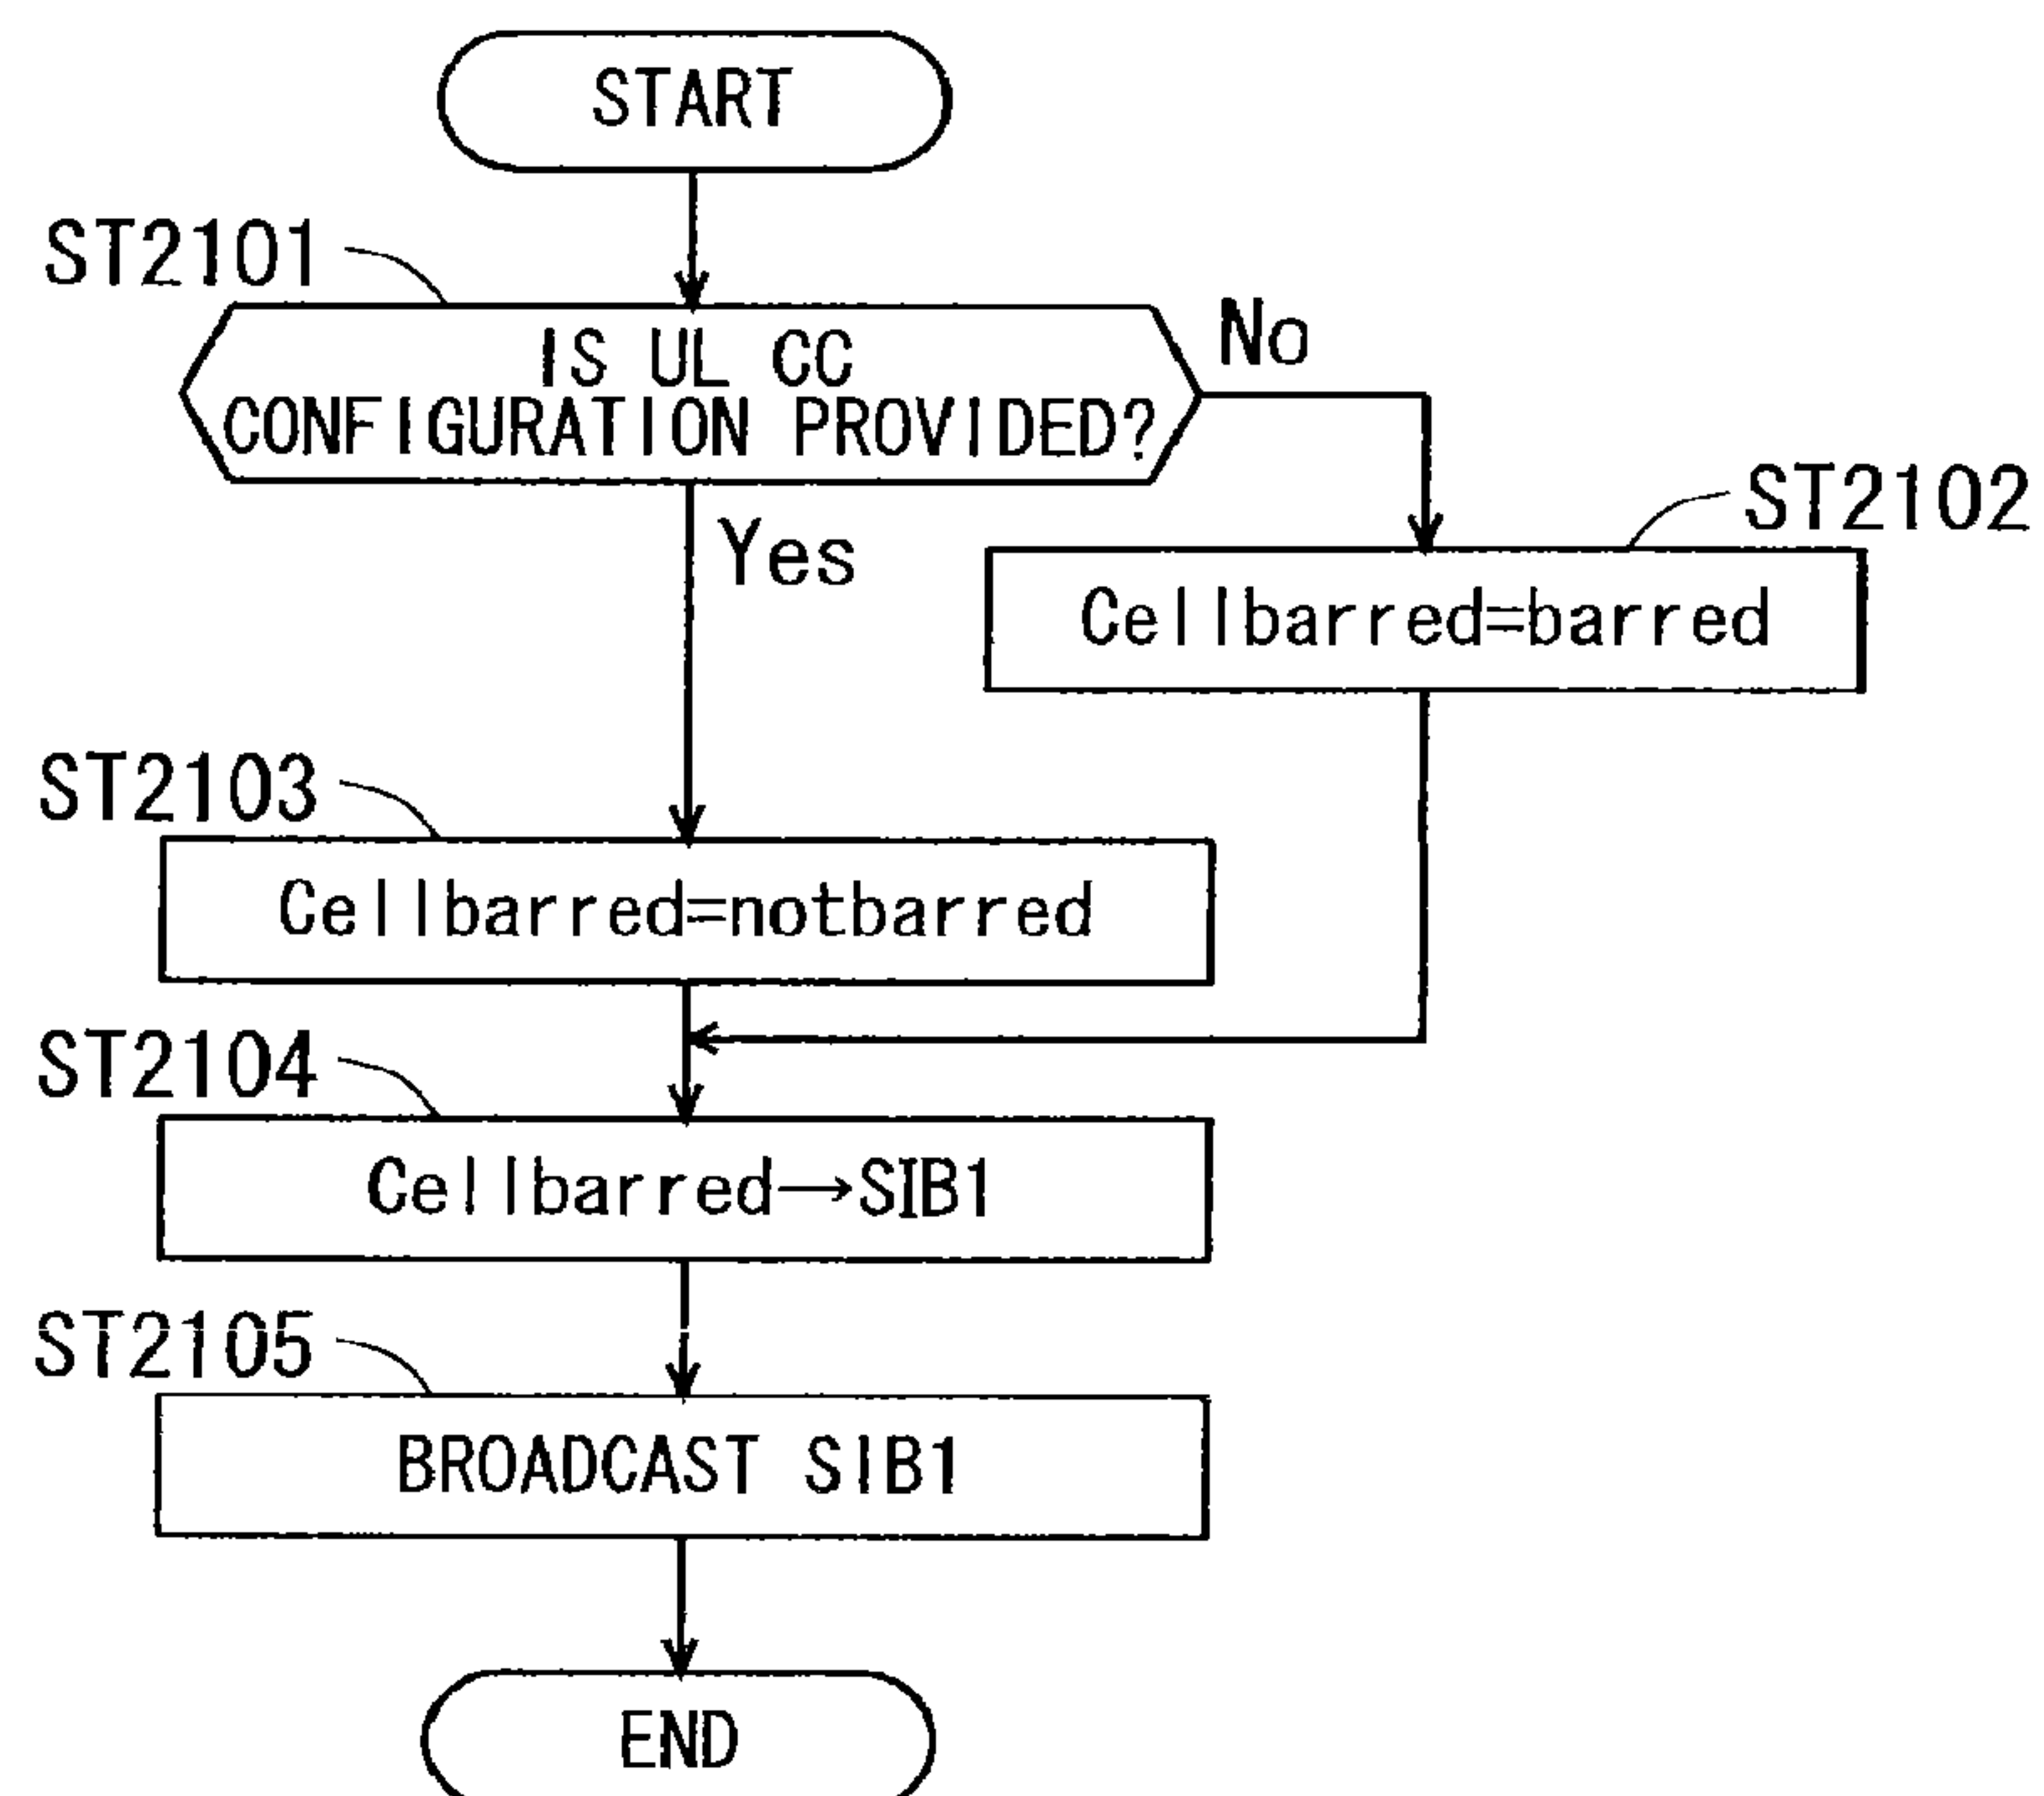 START
ST2101
IS UL CC
CONFIGURATION PROVIDED?
No
Yes
ST2102
Cellbarred=barred
ST2103
Cellbarred=notbarred
ST2104
Cellbarred→SIB1
ST2105
BROADCAST SIB1
END